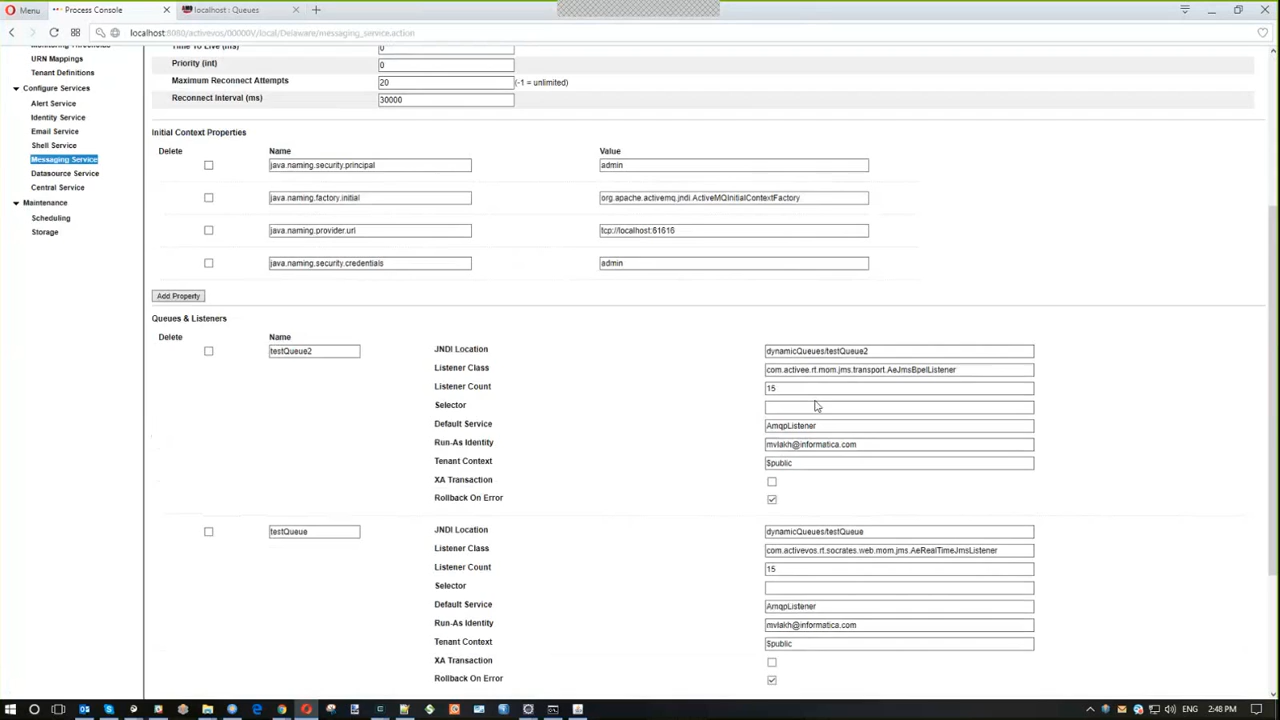 Menu
Process Console
localhost : Queues
localhost:8080/activevos/00000V/local/Delaware/messaging_service.action
URN Mappings
Tenant Definitions
Configure Services
Alert Service
Identity Service
Email Service
Shell Service
Messaging Service
Datasource Service
Central Service
Maintenance
Scheduling
Storage
Time To Live (ms)
0
Priority (int)
0
Maximum Reconnect Attempts
20
(-1 = unlimited)
Reconnect Interval (ms)
30000
Initial Context Properties
Delete
Name
Value
java.naming.security.principal
admin
java.naming.factory.initial
org.apache.activemq.jndi.ActiveMQInitialContextFactory
java.naming.provider.url
tcp://localhost:61616
java.naming.security.credentials
admin
Add Property
Queues & Listeners
Delete
Name
testQueue2
JNDI Location
dynamicQueues/testQueue2
Listener Class
com.activee.rt.mom.jms.transport.AeJmsBpelListener
Listener Count
15
Selector
Default Service
AmqpListener
Run-As Identity
mvlakh@informatica.com
Tenant Context
$public
XA Transaction
Rollback On Error
testQueue
JNDI Location
dynamicQueues/testQueue
Listener Class
com.activevos.rt.socrates.web.mom.jms.AeRealTimeJmsListener
Listener Count
15
Selector
Default Service
AmqpListener
Run-As Identity
mvlakh@informatica.com
Tenant Context
$public
XA Transaction
Rollback On Error
2:48 PM